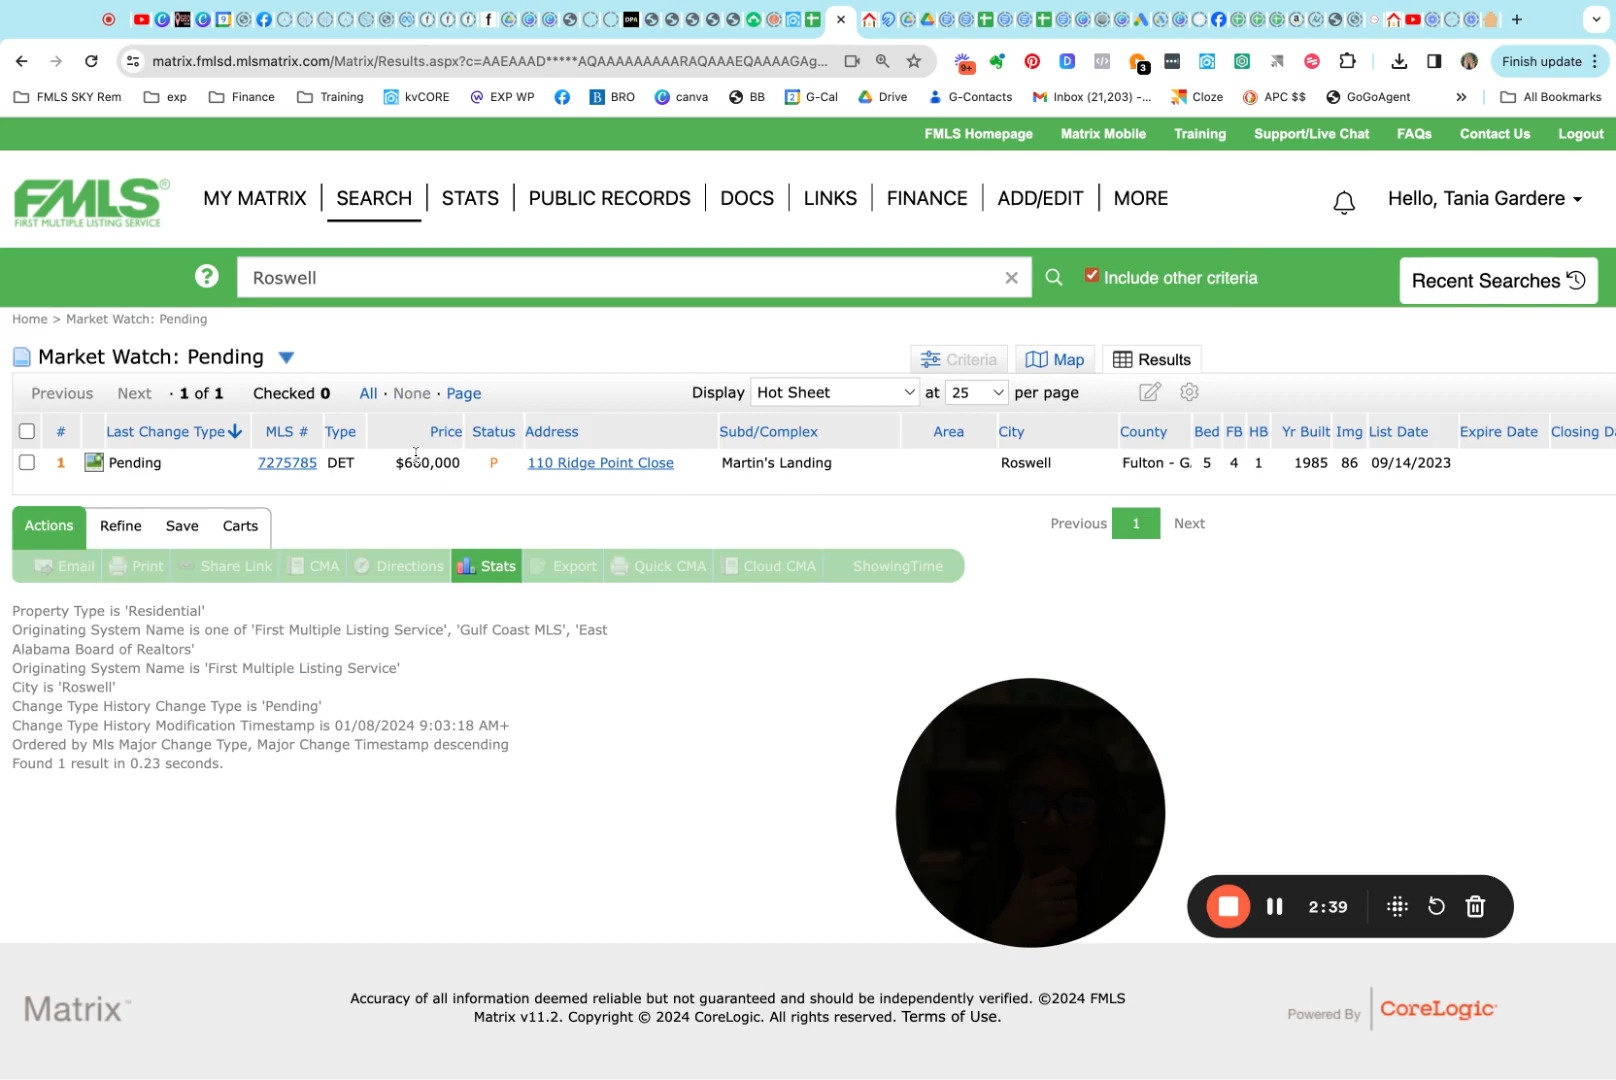 matrix.fmlsd.mlsmatrix.com/Matrix/Results.aspx?c=AAEAAAD*****AQAAAAAAAAARAQAAAEQAAAAGAg...
9+
3
Finish update
FMLS SKY Rem
exp
Finance
Training
kvCORE
EXP WP
BRO
canva
BB
G-Cal
Drive
G-Contacts
Inbox (21,203) -...
Cloze
APC $$
GoGoAgent
»
All Bookmarks
FMLS Homepage
Matrix Mobile
Training
Support/Live Chat
FAQs
Contact Us
Logout
FMLS®
FIRST MULTIPLE LISTING SERVICE
MY MATRIX
SEARCH
STATS
PUBLIC RECORDS
DOCS
LINKS
FINANCE
ADD/EDIT
MORE
Hello, Tania Gardere
?
Roswell
Include other criteria
Recent Searches
Home > Market Watch: Pending
Market Watch: Pending
Criteria
Map
Results
Previous Next · 1 of 1 Checked 0 All · None · Page
Display Hot Sheet at 25 per page
# Last Change Type MLS # Type Price Status Address Subd/Complex Area City County Bed FB HB Yr Built Img List Date Expire Date Closing Da
1 Pending 7275785 DET P 110 Ridge Point Close Martin's Landing Roswell Fulton - G. 5 4 1 1985 86 09/14/2023
Actions Refine Save Carts
Previous 1 Next
Email Print Share Link CMA Directions Stats Export Quick CMA Cloud CMA ShowingTime
Property Type is 'Residential'
Originating System Name is one of 'First Multiple Listing Service', 'Gulf Coast MLS', 'East
Alabama Board of Realtors'
Originating System Name is 'First Multiple Listing Service'
City is 'Roswell'
Change Type History Change Type is 'Pending'
Change Type History Modification Timestamp is 01/08/2024 9:03:18 AM+
Ordered by Mls Major Change Type, Major Change Timestamp descending
Found 1 result in 0.23 seconds.
2:39
Matrix™
Accuracy of all information deemed reliable but not guaranteed and should be independently verified. ©2024 FMLS
Matrix v11.2. Copyright © 2024 CoreLogic. All rights reserved. Terms of Use.
Powered By
CoreLogic